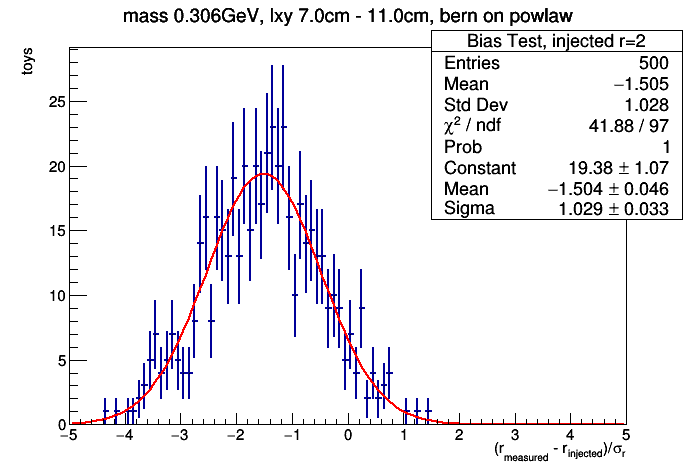 mass 0.306GeV, lxy 7.0cm - 11.0cm, bern on powlaw
Bias Test, injected r=2
Entries 500
Mean −1.505
Std Dev 1.028
χ² / ndf 41.88 / 97
Prob 1
Constant 19.38 ± 1.07
Mean −1.504 ± 0.046
Sigma 1.029 ± 0.033
toys
25
20
15
10
5
0
−5 −4 −3 −2 −1 0 1 2 3 4 5
(r_measured - r_injected)/σ_r